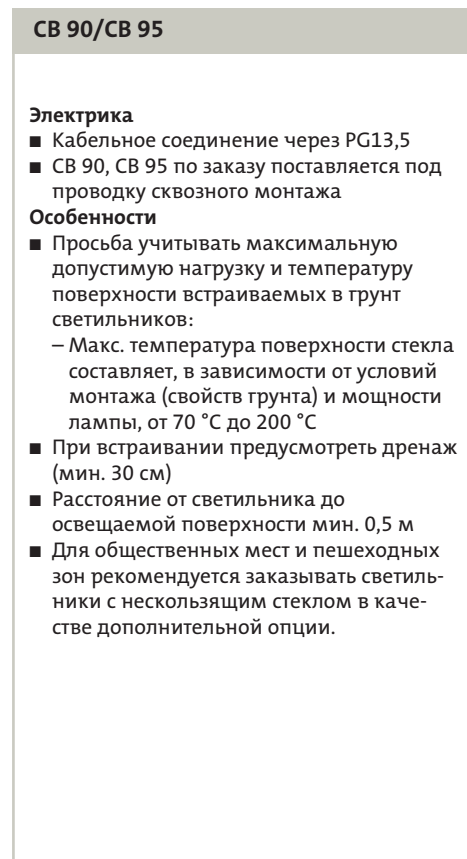 CB 90/CB 95
Электрика
■ Кабельное соединение через PG13,5
■ CB 90, CB 95 по заказу поставляется под
проводку сквозного монтажа
Особенности
■ Просьба учитывать максимальную
допустимую нагрузку и температуру
поверхности встраиваемых в грунт
светильников:
– Макс. температура поверхности стекла
составляет, в зависимости от условий
монтажа (свойств грунта) и мощности
лампы, от 70 °C до 200 °C
■ При встраивании предусмотреть дренаж
(мин. 30 см)
■ Расстояние от светильника до
освещаемой поверхности мин. 0,5 м
■ Для общественных мест и пешеходных
зон рекомендуется заказывать светиль-
ники с нескользящим стеклом в каче-
стве дополнительной опции.